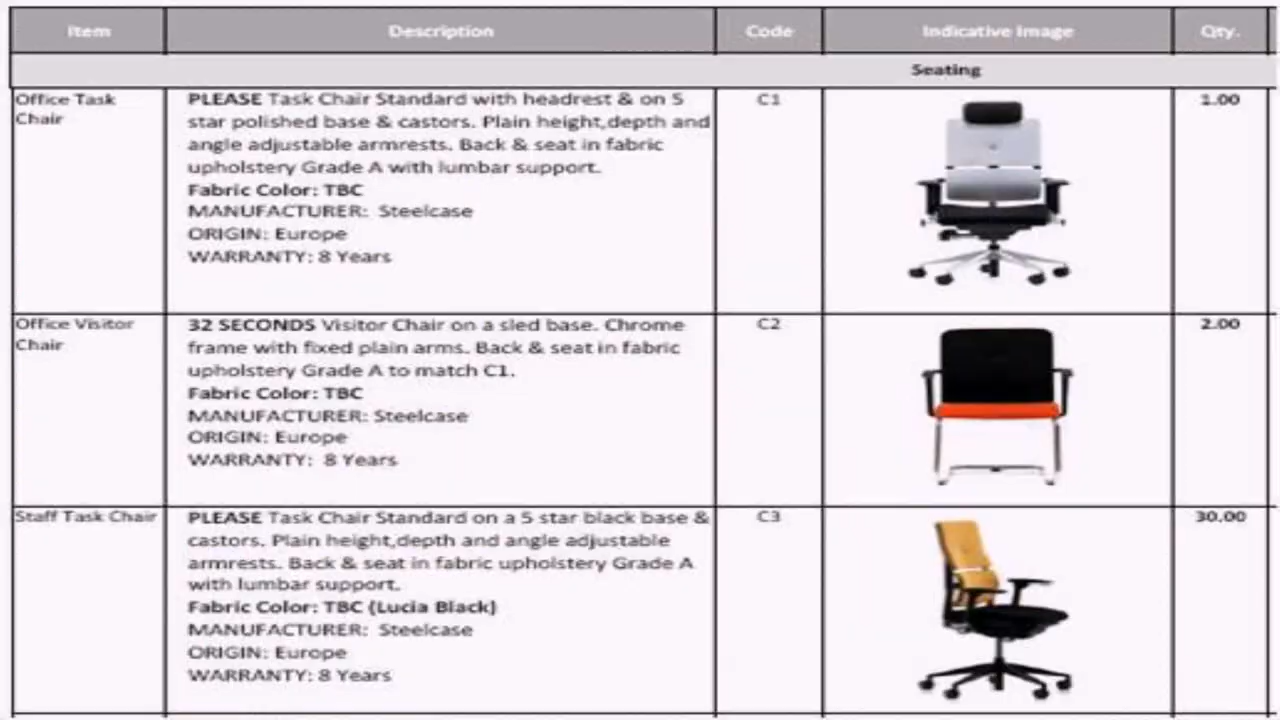 Item Description Code Indicative Image Qty.
Seating
Office Task Chair
PLEASE Task Chair Standard with headrest & on 5
star polished base & castors. Plain height,depth and
angle adjustable armrests. Back & seat in fabric
upholstery Grade A with lumbar support.
Fabric Color: TBC
MANUFACTURER: Steelcase
ORIGIN: Europe
WARRANTY: 8 Years
C1
1.00
Office Visitor Chair
32 SECONDS Visitor Chair on a sled base. Chrome
frame with fixed plain arms. Back & seat in fabric
upholstery Grade A to match C1.
Fabric Color: TBC
MANUFACTURER: Steelcase
ORIGIN: Europe
WARRANTY: 8 Years
C2
2.00
Staff Task Chair
PLEASE Task Chair Standard on a 5 star black base &
castors. Plain height,depth and angle adjustable
armrests. Back & seat in fabric upholstery Grade A
with lumbar support.
Fabric Color: TBC (Lucia Black)
MANUFACTURER: Steelcase
ORIGIN: Europe
WARRANTY: 8 Years
C3
30.00